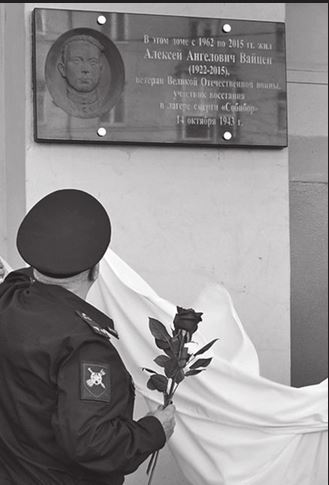 В этом доме с 1962 по 2015 гг. жил
Алексей Ангелович Вайцен
(1922-2015),
ветеран Великой Отечественной войны,
участник восстания
в лагере смерти «Собибор»
14 октября 1943 г.